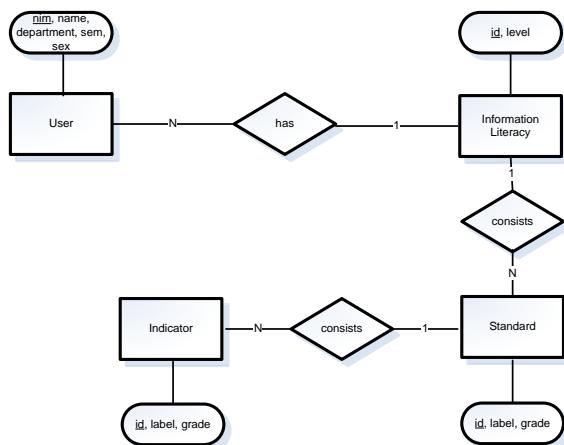 nim, name,
department, sem,
sex
id, level
User
N
has
1
Information
Literacy
1
consists
N
Indicator
N
consists
1
Standard
id, label, grade
id, label, grade